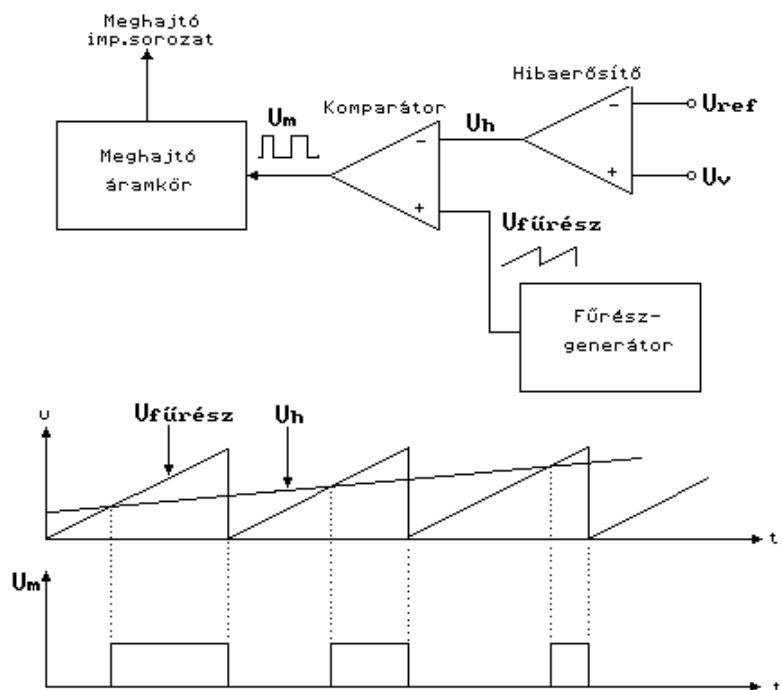 Meghajtó
imp.sorozat
Hibaerősítő
Komparátor
Um
Uh
-
Uref
Meghajtó
áramkör
-
+
Uv
+
Ufűrész
Fűrész-
generátor
u
Ufűrész
Uh
t
Um
t